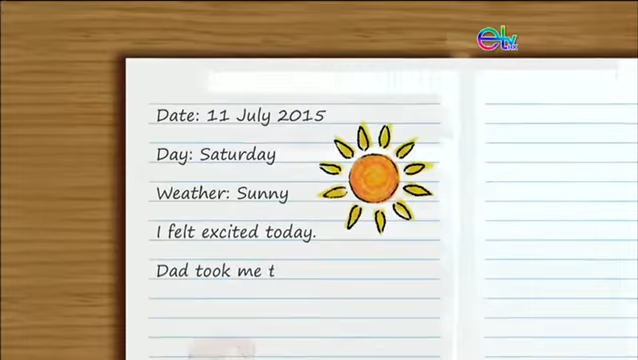 Date: 11 July 2015
Day: Saturday
Weather: Sunny
I felt excited today.
Dad took me t